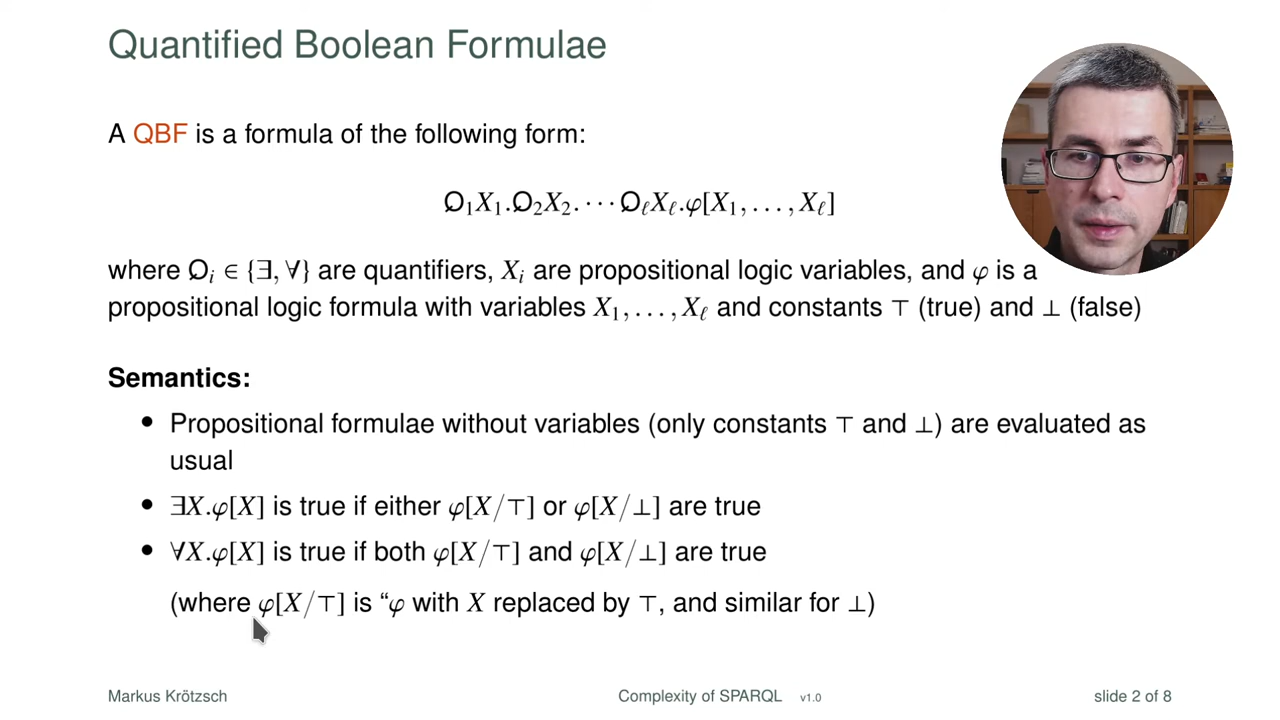 Quantified Boolean Formulae
A QBF is a formula of the following form:
Q₁X₁.Q₂X₂. ⋯ QℓXℓ.φ[X₁, . . . , Xℓ]
where Qᵢ ∈ {∃, ∀} are quantifiers, Xᵢ are propositional logic variables, and φ is a
propositional logic formula with variables X₁, . . . , Xℓ and constants ⊤ (true) and ⊥ (false)
Semantics:
• Propositional formulae without variables (only constants ⊤ and ⊥) are evaluated as
usual
• ∃X.φ[X] is true if either φ[X/⊤] or φ[X/⊥] are true
• ∀X.φ[X] is true if both φ[X/⊤] and φ[X/⊥] are true
(where φ[X/⊤] is “φ with X replaced by ⊤, and similar for ⊥)
Markus Krötzsch Complexity of SPARQL v1.0 slide 2 of 8